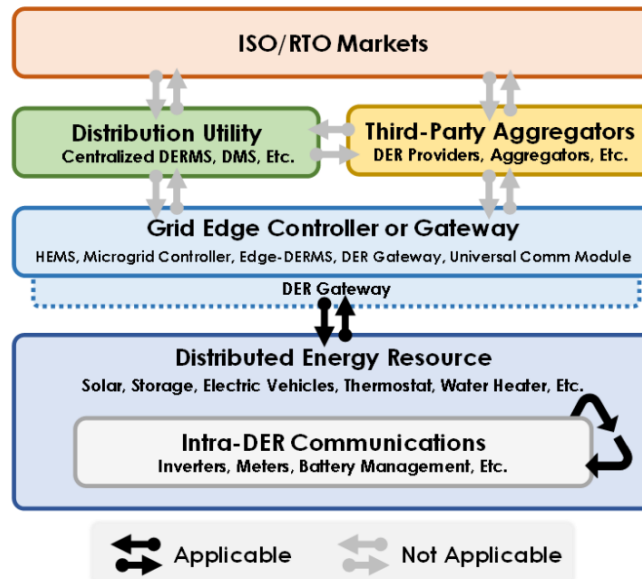 ISO/RTO Markets
Distribution Utility
Centralized DERMS, DMS, Etc.
Third-Party Aggregators
DER Providers, Aggregators, Etc.
Grid Edge Controller or Gateway
HEMS, Microgrid Controller, Edge-DERMS, DER Gateway, Universal Comm Module
DER Gateway
Distributed Energy Resource
Solar, Storage, Electric Vehicles, Thermostat, Water Heater, Etc.
Intra-DER Communications
Inverters, Meters, Battery Management, Etc.
Applicable
Not Applicable